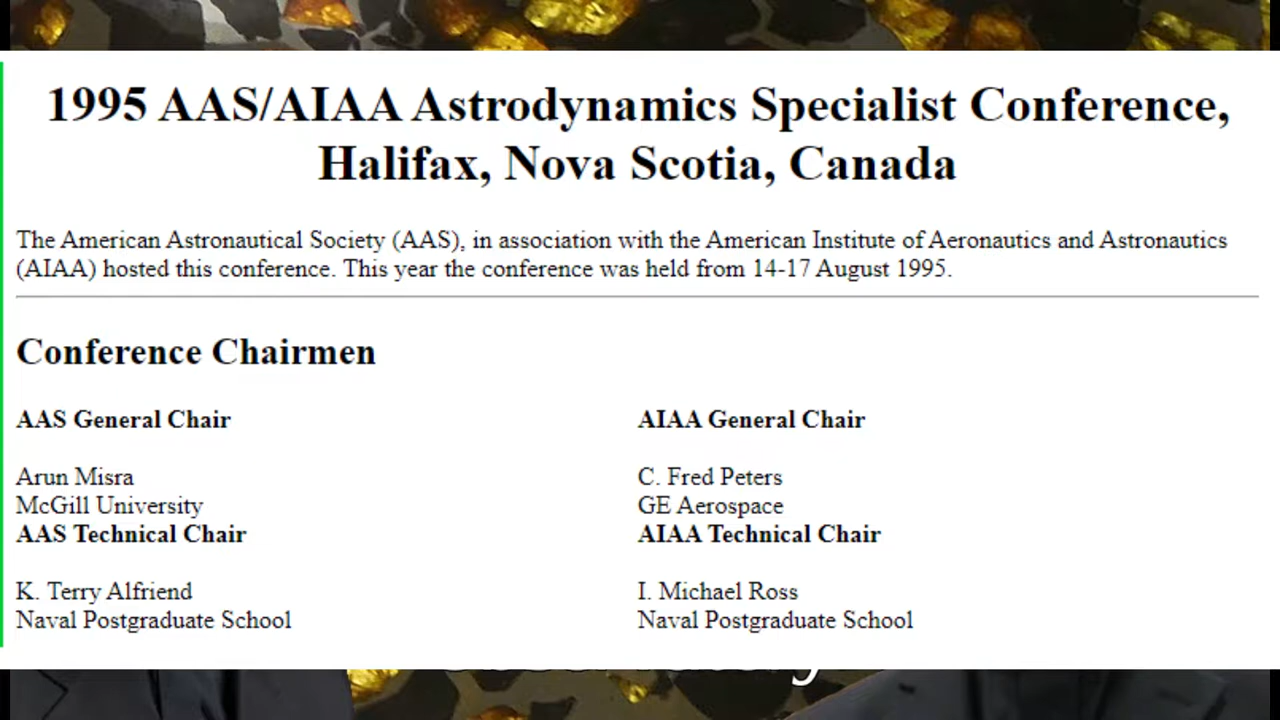 1995 AAS/AIAA Astrodynamics Specialist Conference,
Halifax, Nova Scotia, Canada
The American Astronautical Society (AAS), in association with the American Institute of Aeronautics and Astronautics
(AIAA) hosted this conference. This year the conference was held from 14-17 August 1995.
Conference Chairmen
AAS General Chair
Arun Misra
McGill University
AAS Technical Chair
K. Terry Alfriend
Naval Postgraduate School
AIAA General Chair
C. Fred Peters
GE Aerospace
AIAA Technical Chair
I. Michael Ross
Naval Postgraduate School